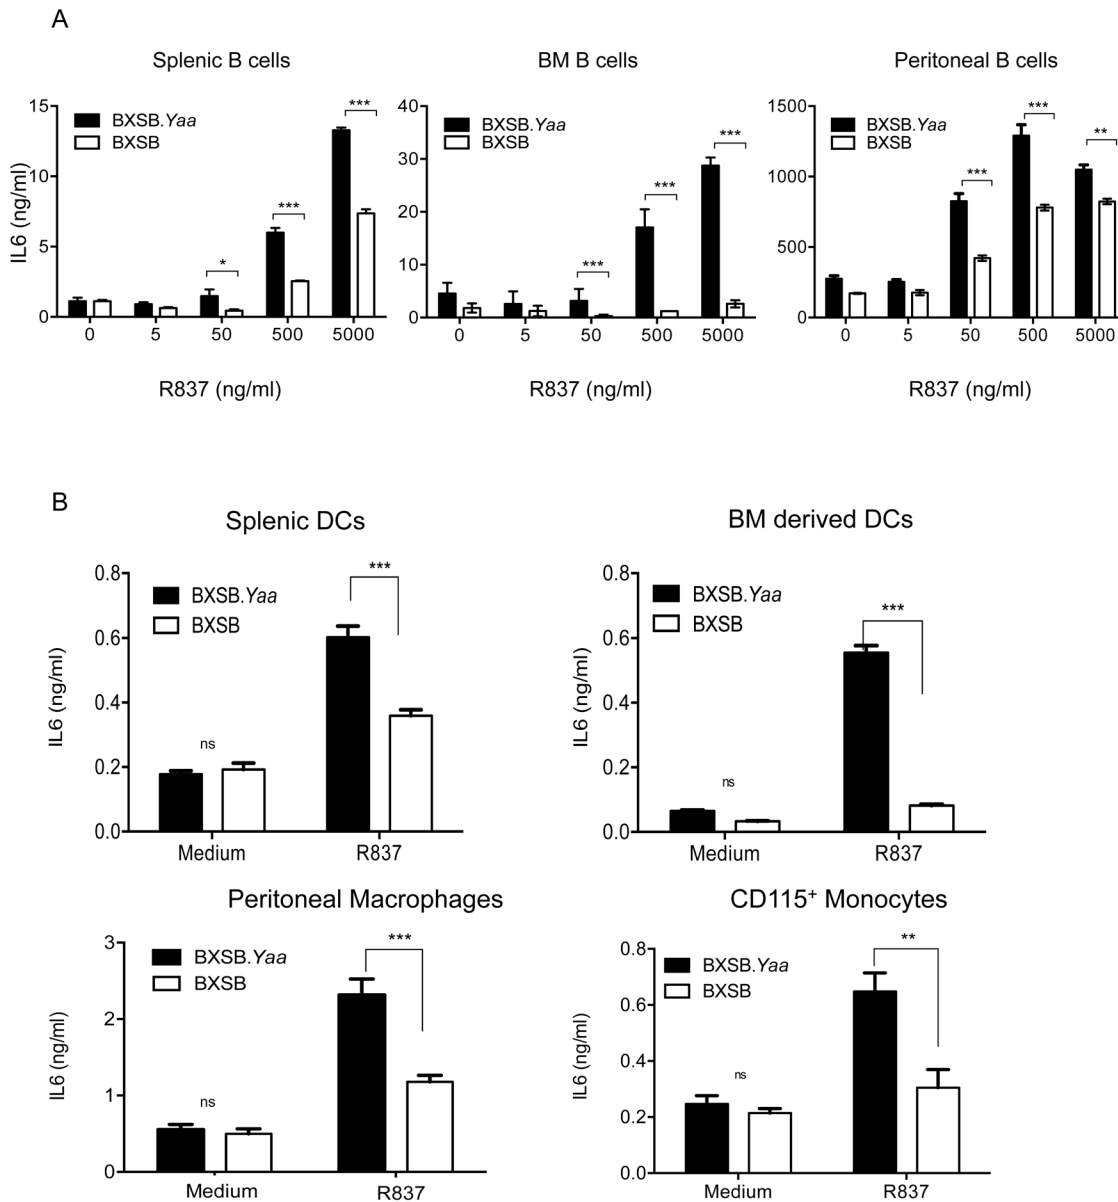 A
Splenic B cells
BM B cells
Peritoneal B cells
15
10
5
0
IL6 (ng/ml)
BXSB.Yaa
BXSB
*
***
***
0 5 50 500 5000
R837 (ng/ml)
40
30
20
10
0
BXSB.Yaa
BXSB
***
***
***
0 5 50 500 5000
R837 (ng/ml)
1500
1000
500
0
BXSB.Yaa
BXSB
***
***
**
0 5 50 500 5000
R837 (ng/ml)
B
Splenic DCs
0.8
0.6
0.4
0.2
0.0
IL6 (ng/ml)
BXSB.Yaa
BXSB
ns
***
Medium R837
BM derived DCs
0.8
0.6
0.4
0.2
0.0
IL6 (ng/ml)
BXSB.Yaa
BXSB
ns
***
Medium R837
Peritoneal Macrophages
3
2
1
0
IL6 (ng/ml)
BXSB.Yaa
BXSB
ns
***
Medium R837
CD115⁺ Monocytes
0.8
0.6
0.4
0.2
0.0
IL6 (ng/ml)
BXSB.Yaa
BXSB
ns
**
Medium R837